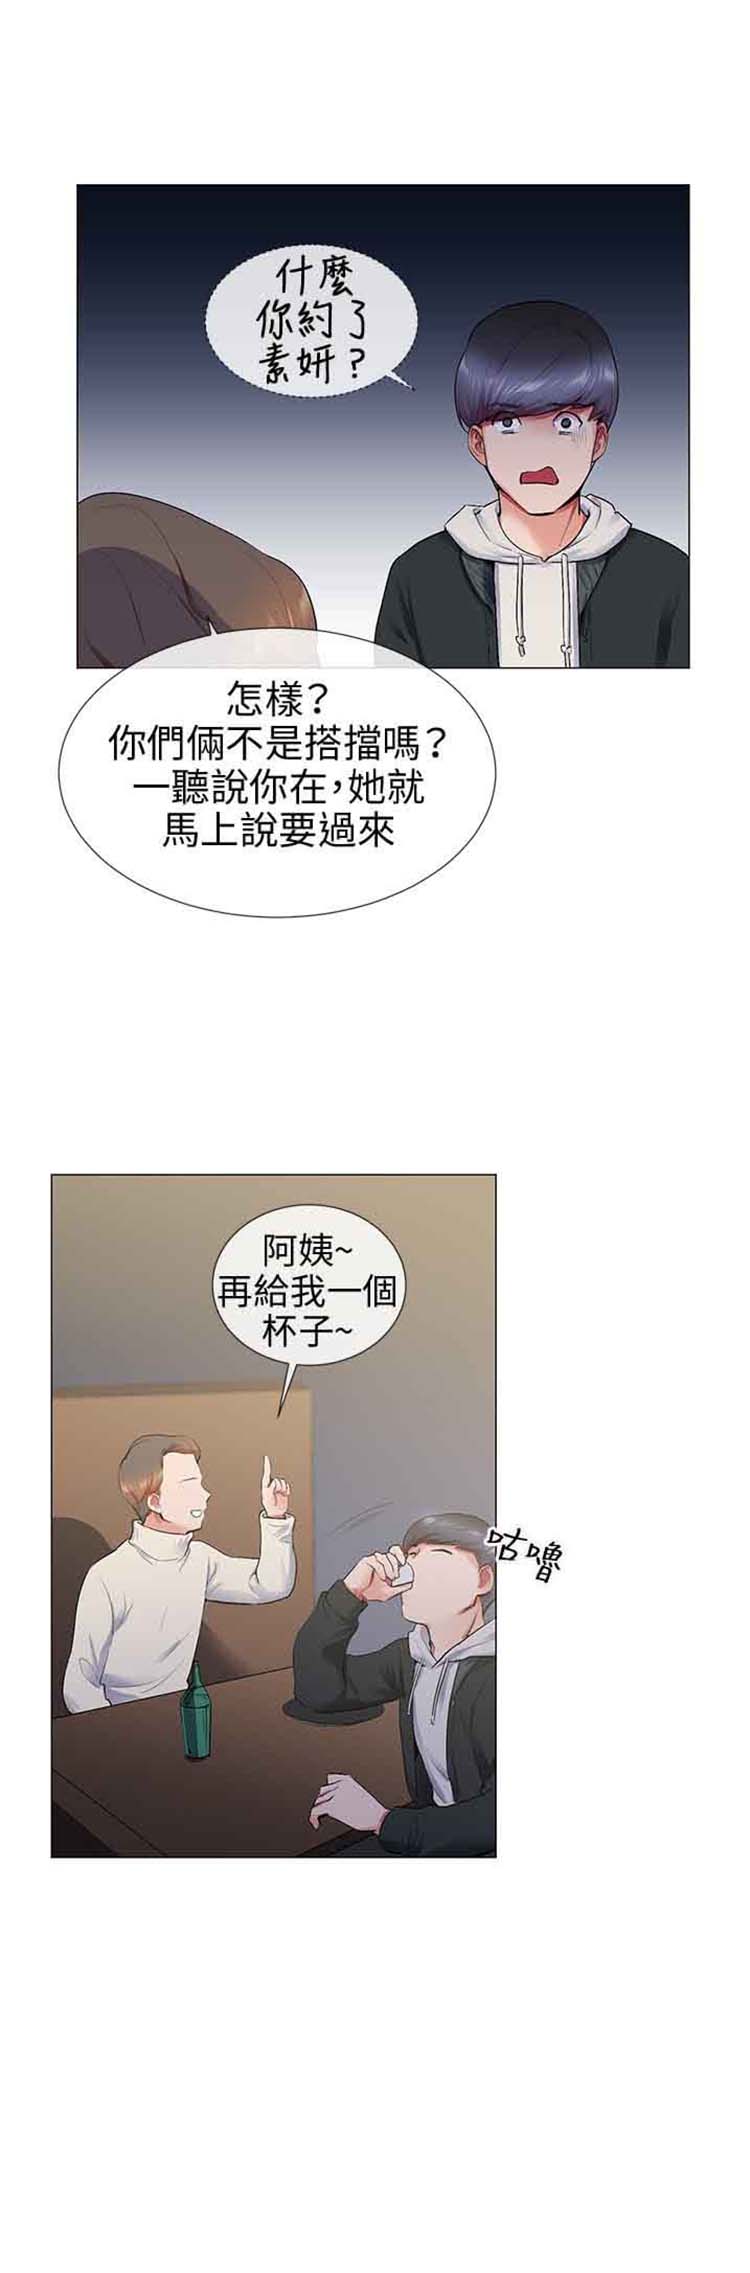 什麼
你約了
素妍？
怎樣？
你們倆不是搭擋嗎？
一聽說你在，她就
馬上說要過來
阿姨~
再給我一個
杯子~
咕嚕